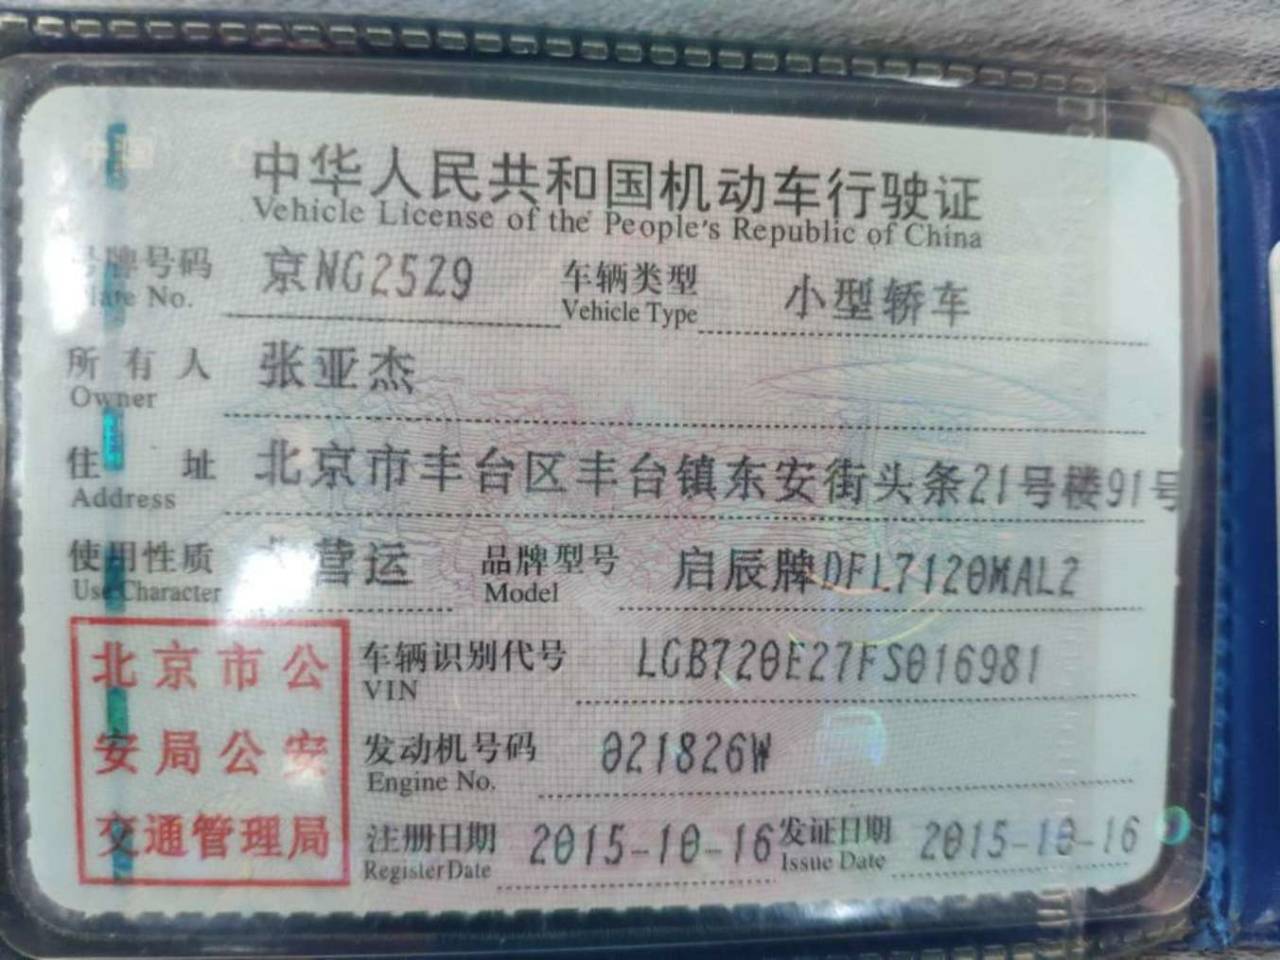 中华人民共和国机动车行驶证
Vehicle License of the People's Republic of China
号牌号码 京NG25Z9 车辆类型 小型轿车
Plate No. Vehicle Type
所有人 张亚杰
Owner
住址 北京市丰台区丰台镇东安街头条21号楼91号
Address
使用性质 营运 品牌型号 启辰牌DFL7120MAL2
Use Character Model
北京市公
安局公安
交通管理局
车辆识别代号 LGB720E27FS016981
VIN
发动机号码 021826W
Engine No.
注册日期 2015-10-16 发证日期 2015-10-16
Register Date Issue Date